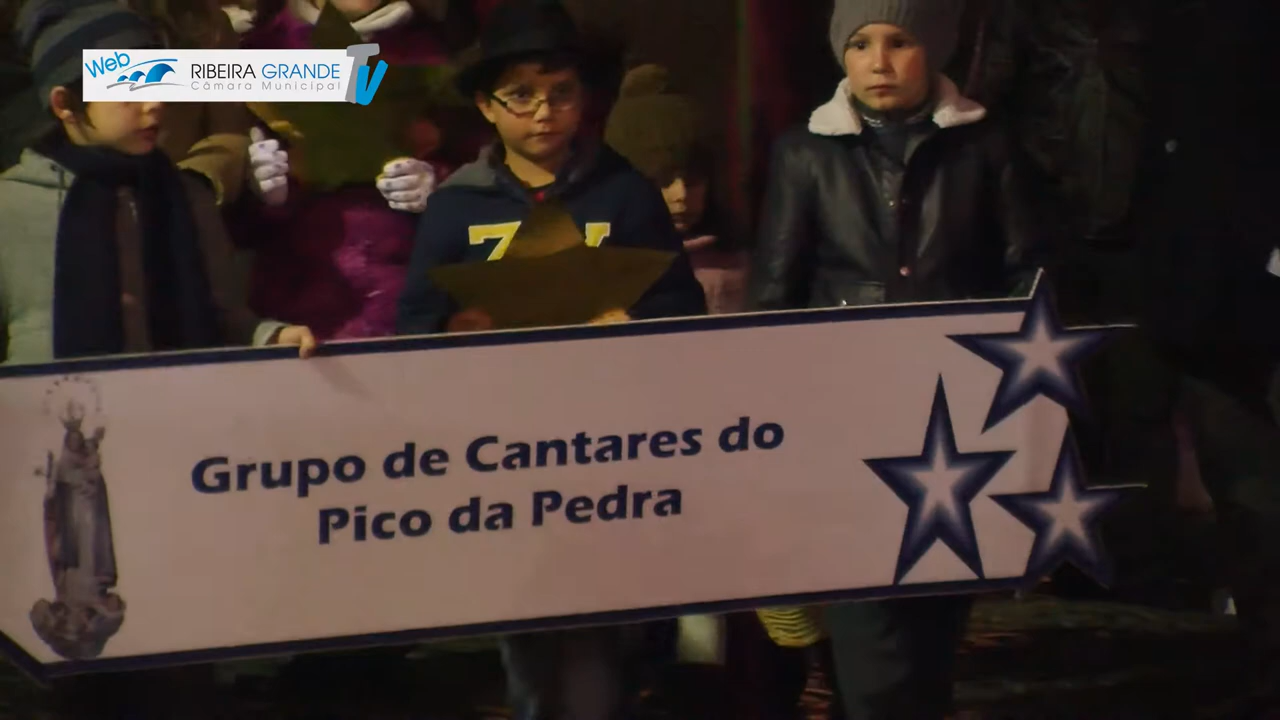 Web RIBEIRA GRANDE TV
Câmara Municipal
Grupo de Cantares do
Pico da Pedra